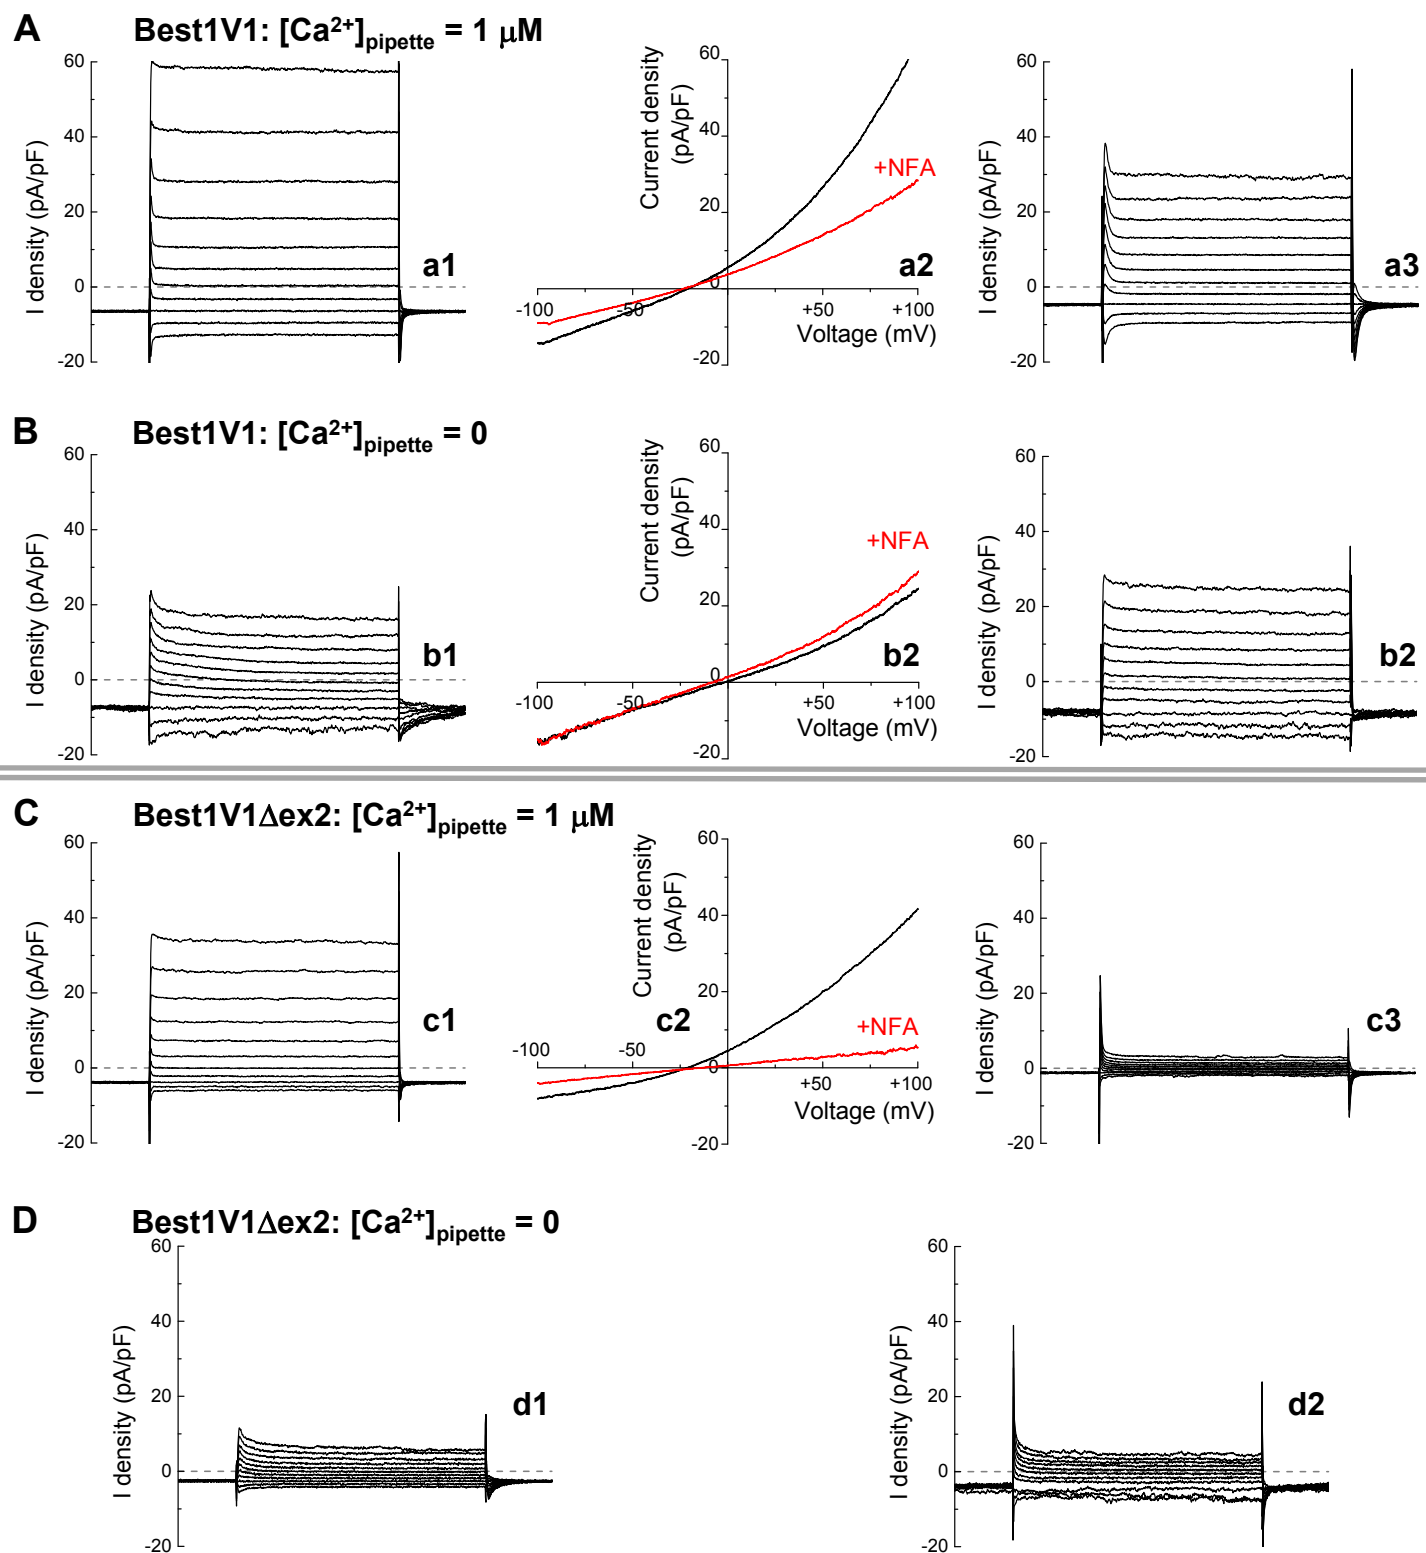 A
Best1V1: [Ca2+]pipette = 1 μM
60
40
20
0
-20
I density (pA/pF)
a1
Current density
(pA/pF)
60
40
20
0
-20
-100
-50
+50
+100
Voltage (mV)
+NFA
a2
60
40
20
0
-20
I density (pA/pF)
a3
B
Best1V1: [Ca2+]pipette = 0
60
40
20
0
-20
I density (pA/pF)
b1
Current density
(pA/pF)
60
40
20
0
-20
-100
-50
+50
+100
Voltage (mV)
+NFA
b2
60
40
20
0
-20
I density (pA/pF)
b2
C
Best1V1Δex2: [Ca2+]pipette = 1 μM
60
40
20
0
-20
I density (pA/pF)
c1
Current density
(pA/pF)
60
40
20
0
-20
-100
-50
+50
+100
Voltage (mV)
+NFA
c2
60
40
20
0
-20
I density (pA/pF)
c3
D
Best1V1Δex2: [Ca2+]pipette = 0
60
40
20
0
-20
I density (pA/pF)
d1
60
40
20
0
-20
I density (pA/pF)
d2